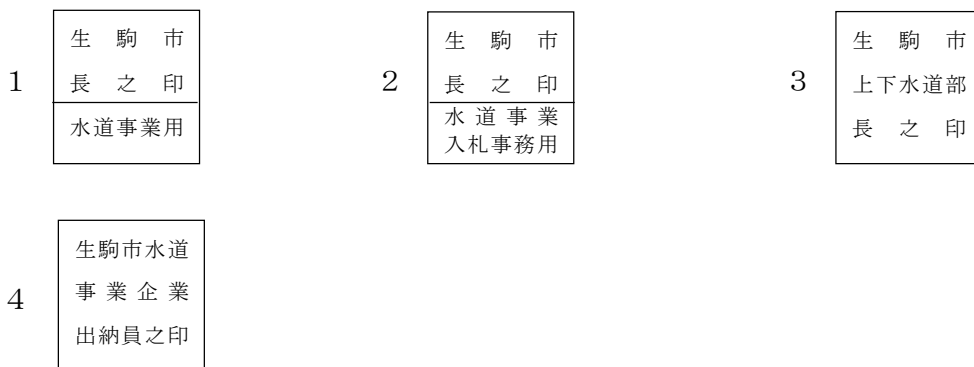 1
生駒市
長之印
水道事業用
2
生駒市
長之印
水道事業
入札事務用
3
生駒市
上下水道部
長之印
4
生駒市水道
事業企業
出納員之印